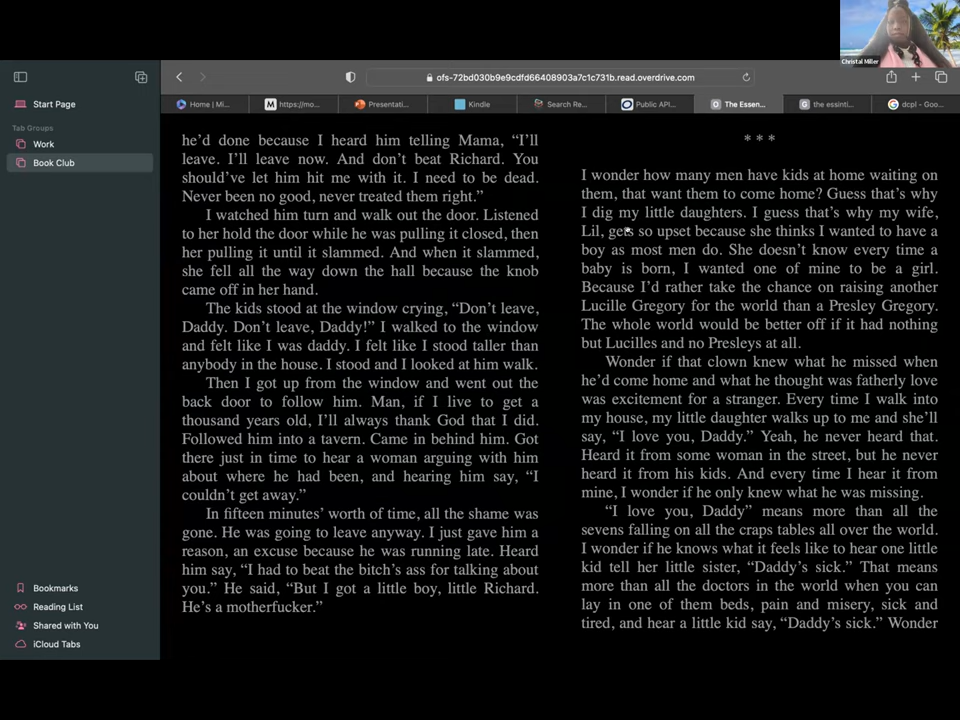 Christal Miller
ofs-72bd030b9e9cdfd66408903a7c1c731b.read.overdrive.com
Start Page
Tab Groups
Work
Book Club
Home | Mi...
https://mo...
Presentati...
Kindle
Search Re...
Public API...
The Essen...
the essinti...
dcpl - Goo...
he’d done because I heard him telling Mama, “I’ll
leave. I’ll leave now. And don’t beat Richard. You
should’ve let him hit me with it. I need to be dead.
Never been no good, never treated them right.”
I watched him turn and walk out the door. Listened
to her hold the door while he was pulling it closed, then
her pulling it until it slammed. And when it slammed,
she fell all the way down the hall because the knob
came off in her hand.
The kids stood at the window crying, “Don’t leave,
Daddy. Don’t leave, Daddy!” I walked to the window
and felt like I was daddy. I felt like I stood taller than
anybody in the house. I stood and I looked at him walk.
Then I got up from the window and went out the
back door to follow him. Man, if I live to get a
thousand years old, I’ll always thank God that I did.
Followed him into a tavern. Came in behind him. Got
there just in time to hear a woman arguing with him
about where he had been, and hearing him say, “I
couldn’t get away.”
In fifteen minutes’ worth of time, all the shame was
gone. He was going to leave anyway. I just gave him a
reason, an excuse because he was running late. Heard
him say, “I had to beat the bitch’s ass for talking about
you.” He said, “But I got a little boy, little Richard.
He’s a motherfucker.”
* * *
I wonder how many men have kids at home waiting on
them, that want them to come home? Guess that’s why
I dig my little daughters. I guess that’s why my wife,
Lil, gets so upset because she thinks I wanted to have a
boy as most men do. She doesn’t know every time a
baby is born, I wanted one of mine to be a girl.
Because I’d rather take the chance on raising another
Lucille Gregory for the world than a Presley Gregory.
The whole world would be better off if it had nothing
but Lucilles and no Presleys at all.
Wonder if that clown knew what he missed when
he’d come home and what he thought was fatherly love
was excitement for a stranger. Every time I walk into
my house, my little daughter walks up to me and she’ll
say, “I love you, Daddy.” Yeah, he never heard that.
Heard it from some woman in the street, but he never
heard it from his kids. And every time I hear it from
mine, I wonder if he only knew what he was missing.
“I love you, Daddy” means more than all the
sevens falling on all the craps tables all over the world.
I wonder if he knows what it feels like to hear one little
kid tell her little sister, “Daddy’s sick.” That means
more than all the doctors in the world when you can
lay in one of them beds, pain and misery, sick and
tired, and hear a little kid say, “Daddy’s sick.” Wonder
Bookmarks
Reading List
Shared with You
iCloud Tabs